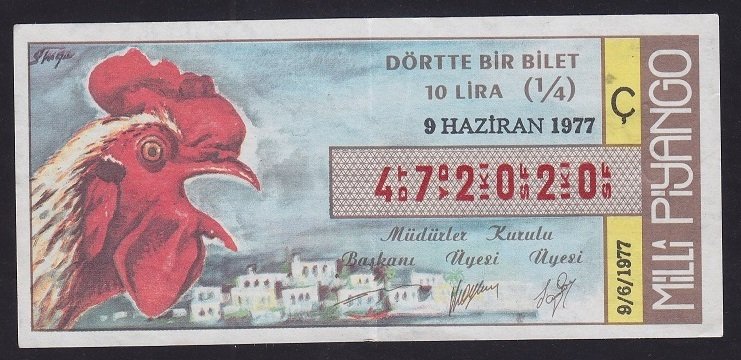 DÖRTTE BİR BİLET
10 LİRA (1/4)
9 HAZİRAN 1977
Ç
472020
Müdürler Kurulu
Başkanı Üyesi Üyesi
9/6/1977
MİLLÎ PİYANGO